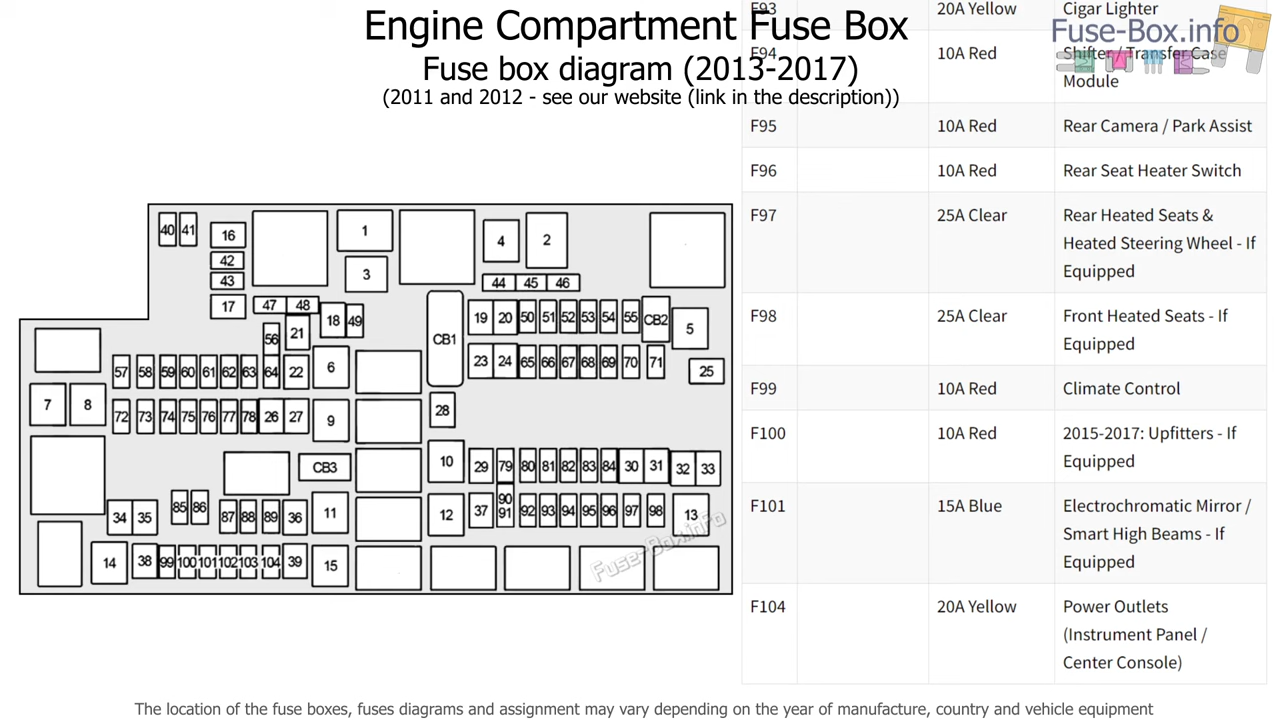 Engine Compartment Fuse Box
Fuse box diagram (2013-2017)
(2011 and 2012 - see our website (link in the description))
Fuse-Box.info
F93 20A Yellow Cigar Lighter
F94 10A Red Shifter / Transfer Case
Module
F95 10A Red Rear Camera / Park Assist
F96 10A Red Rear Seat Heater Switch
F97 25A Clear Rear Heated Seats &
Heated Steering Wheel - If
Equipped
F98 25A Clear Front Heated Seats - If
Equipped
F99 10A Red Climate Control
F100 10A Red 2015-2017: Upfitters - If
Equipped
F101 15A Blue Electrochromatic Mirror /
Smart High Beams - If
Equipped
F104 20A Yellow Power Outlets
(Instrument Panel /
Center Console)
40 41 16 1 4 2
42
43 3 44 45 46
17 47 48 18 49 CB1 19 20 50 51 52 53 54 55 CB2 5
56 21
57 58 59 60 61 62 63 64 22 6 23 24 65 66 67 68 69 70 71 25
7 8 72 73 74 75 76 77 78 26 27 9 28
CB3 10 29 79 80 81 82 83 84 30 31 32 33
34 35 85 86 87 88 89 36 11 12 37 90 91 92 93 94 95 96 97 98 13
14 38 99 100 101 102 103 104 39 15
Fuse-Box.info
The location of the fuse boxes, fuses diagrams and assignment may vary depending on the year of manufacture, country and vehicle equipment